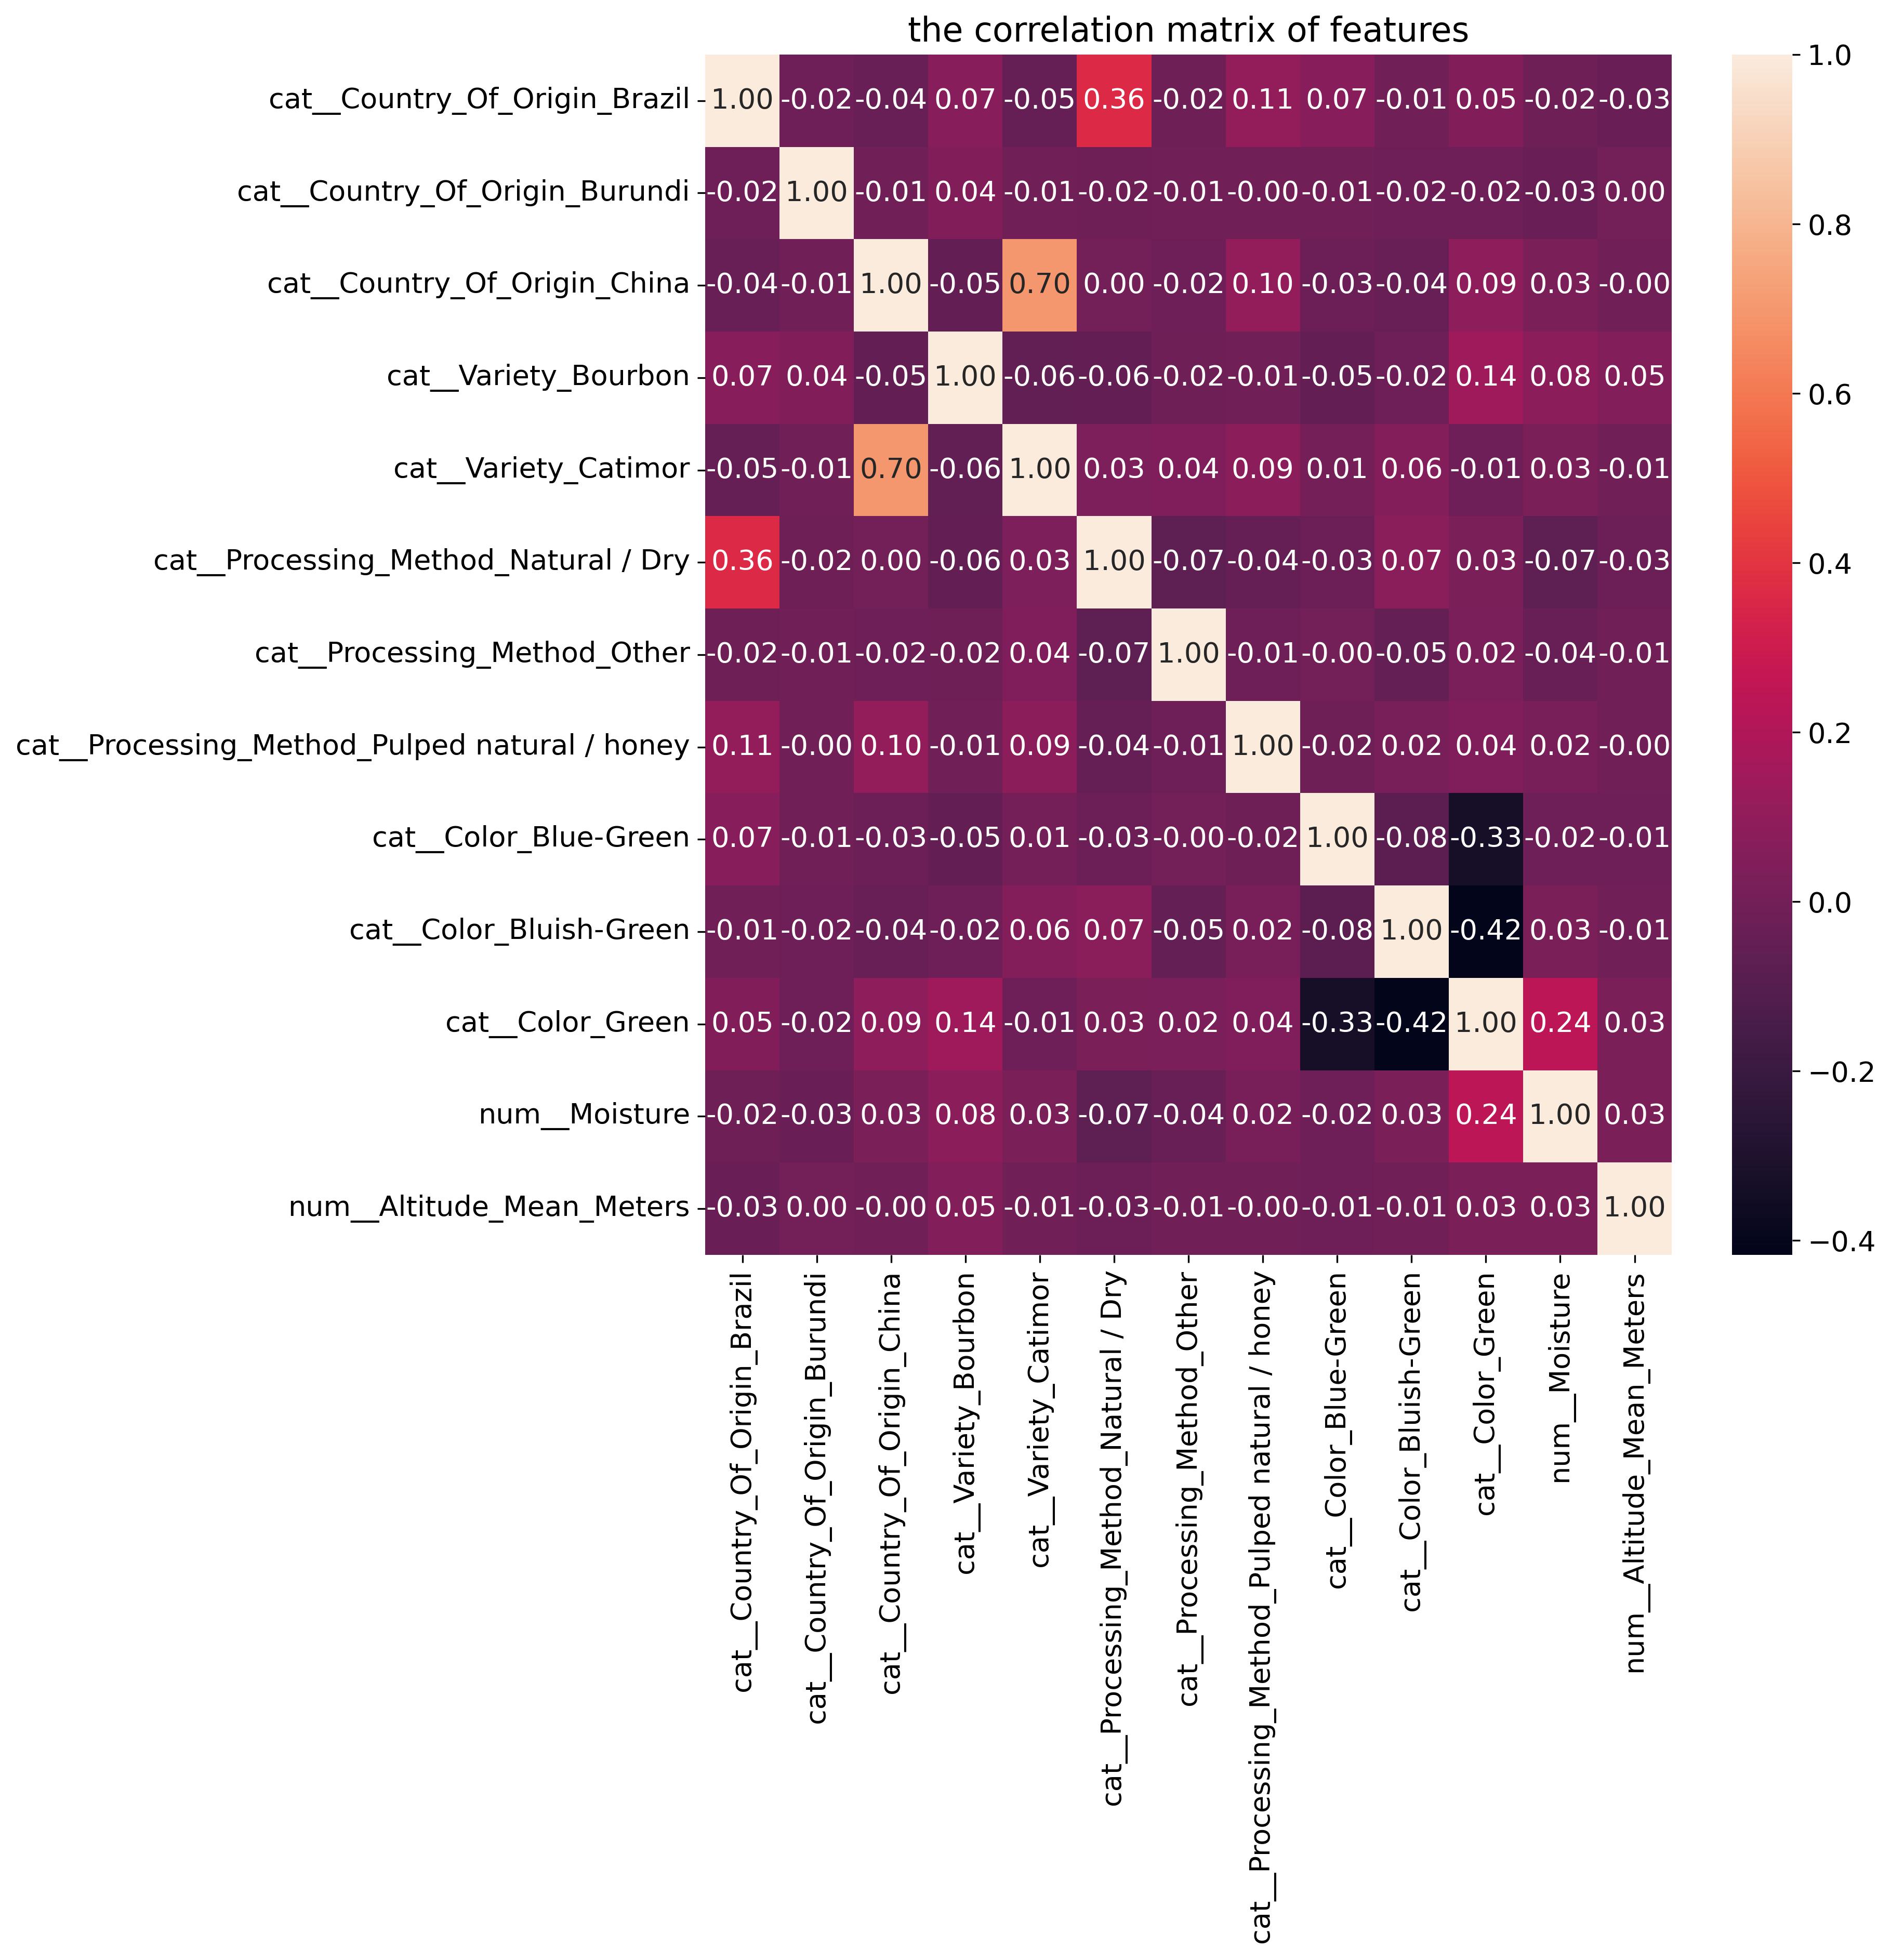 the correlation matrix of features
cat__Country_Of_Origin_Brazil 1.00 -0.02 -0.04 0.07 -0.05 0.36 -0.02 0.11 0.07 -0.01 0.05 -0.02 -0.03
cat__Country_Of_Origin_Burundi -0.02 1.00 -0.01 0.04 -0.01 -0.02 -0.01 -0.00 -0.01 -0.02 -0.02 -0.03 0.00
cat__Country_Of_Origin_China -0.04 -0.01 1.00 -0.05 0.70 0.00 -0.02 0.10 -0.03 -0.04 0.09 0.03 -0.00
cat__Variety_Bourbon 0.07 0.04 -0.05 1.00 -0.06 -0.06 -0.02 -0.01 -0.05 -0.02 0.14 0.08 0.05
cat__Variety_Catimor -0.05 -0.01 0.70 -0.06 1.00 0.03 0.04 0.09 0.01 0.06 -0.01 0.03 -0.01
cat__Processing_Method_Natural / Dry 0.36 -0.02 0.00 -0.06 0.03 1.00 -0.07 -0.04 -0.03 0.07 0.03 -0.07 -0.03
cat__Processing_Method_Other -0.02 -0.01 -0.02 -0.02 0.04 -0.07 1.00 -0.01 -0.00 -0.05 0.02 -0.04 -0.01
cat__Processing_Method_Pulped natural / honey 0.11 -0.00 0.10 -0.01 0.09 -0.04 -0.01 1.00 -0.02 0.02 0.04 0.02 -0.00
cat__Color_Blue-Green 0.07 -0.01 -0.03 -0.05 0.01 -0.03 -0.00 -0.02 1.00 -0.08 -0.33 -0.02 -0.01
cat__Color_Bluish-Green -0.01 -0.02 -0.04 -0.02 0.06 0.07 -0.05 0.02 -0.08 1.00 -0.42 0.03 -0.01
cat__Color_Green 0.05 -0.02 0.09 0.14 -0.01 0.03 0.02 0.04 -0.33 -0.42 1.00 0.24 0.03
num__Moisture -0.02 -0.03 0.03 0.08 0.03 -0.07 -0.04 0.02 -0.02 0.03 0.24 1.00 0.03
num__Altitude_Mean_Meters -0.03 0.00 -0.00 0.05 -0.01 -0.03 -0.01 -0.00 -0.01 -0.01 0.03 0.03 1.00
cat__Country_Of_Origin_Brazil
cat__Country_Of_Origin_Burundi
cat__Country_Of_Origin_China
cat__Variety_Bourbon
cat__Variety_Catimor
cat__Processing_Method_Natural / Dry
cat__Processing_Method_Other
cat__Processing_Method_Pulped natural / honey
cat__Color_Blue-Green
cat__Color_Bluish-Green
cat__Color_Green
num__Moisture
num__Altitude_Mean_Meters
1.0
0.8
0.6
0.4
0.2
0.0
−0.2
−0.4